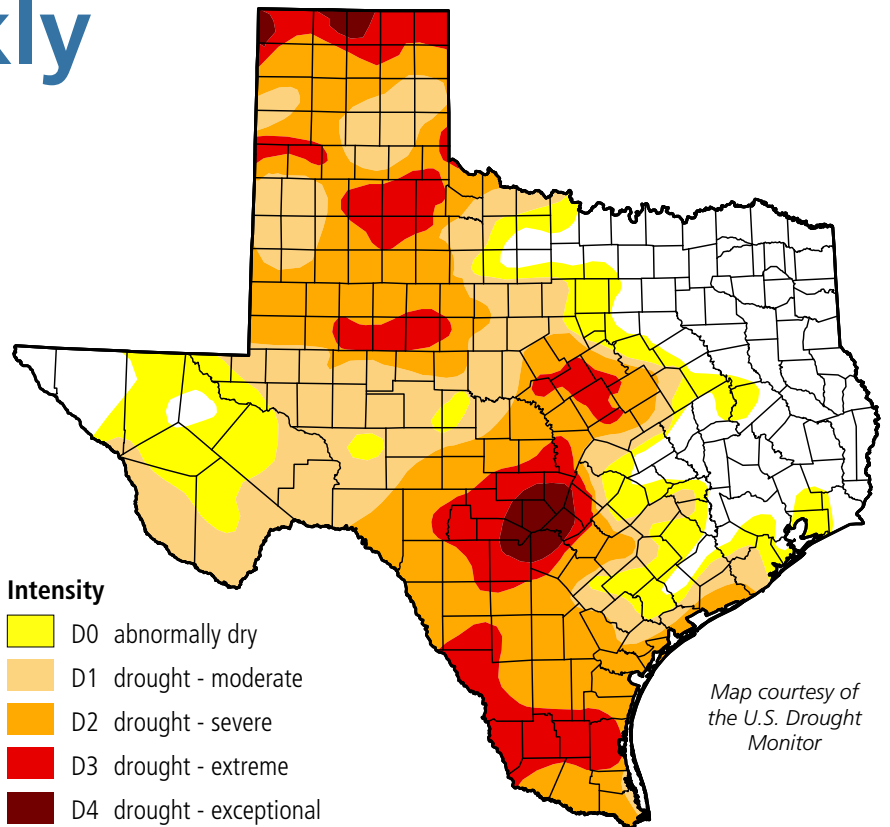 kly
Intensity
D0 abnormally dry
D1 drought - moderate
D2 drought - severe
D3 drought - extreme
D4 drought - exceptional
Map courtesy of
the U.S. Drought
Monitor